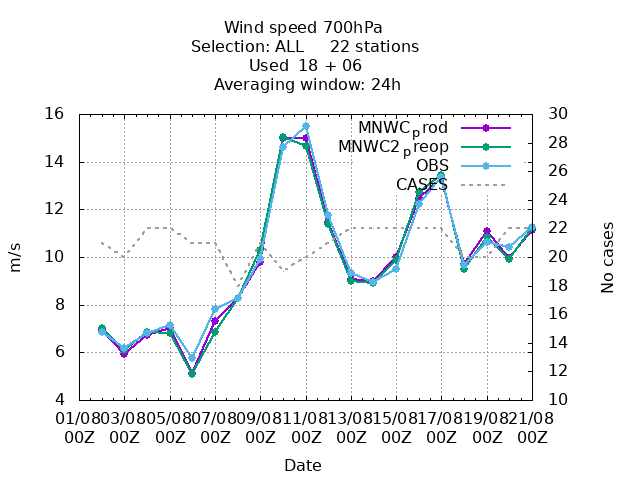 Wind speed 700hPa
Selection: ALL 22 stations
Used 18 + 06
Averaging window: 24h
16
14
12
10
8
6
4
m/s
30
28
26
24
22
20
18
16
14
12
10
No cases
MNWC_prod
MNWC2_preop
OBS
CASES
01/08 03/08 05/08 07/08 09/08 11/08 13/08 15/08 17/08 19/08 21/08
00Z 00Z 00Z 00Z 00Z 00Z 00Z 00Z 00Z 00Z 00Z
Date